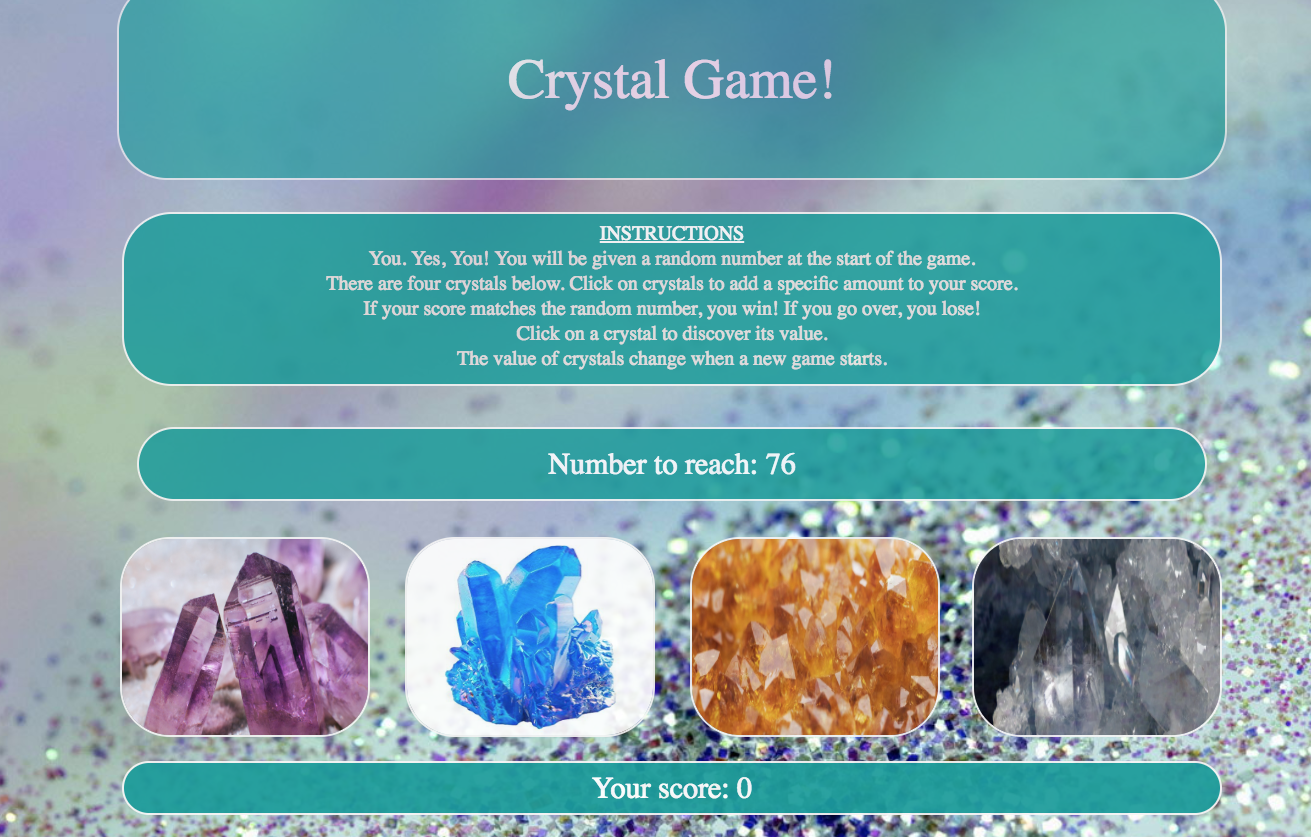 Crystal Game!
INSTRUCTIONS
You. Yes, You! You will be given a random number at the start of the game.
There are four crystals below. Click on crystals to add a specific amount to your score.
If your score matches the random number, you win! If you go over, you lose!
Click on a crystal to discover its value.
The value of crystals change when a new game starts.
Number to reach: 76
Your score: 0